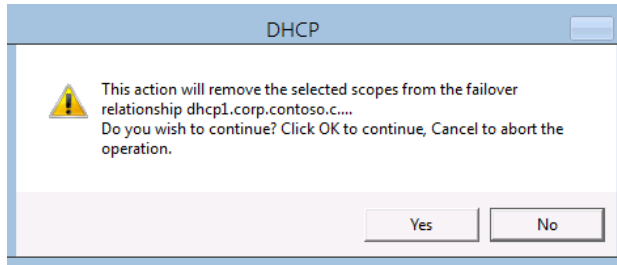 DHCP
This action will remove the selected scopes from the failover
relationship dhcp1.corp.contoso.c....
Do you wish to continue? Click OK to continue, Cancel to abort the
operation.
Yes
No